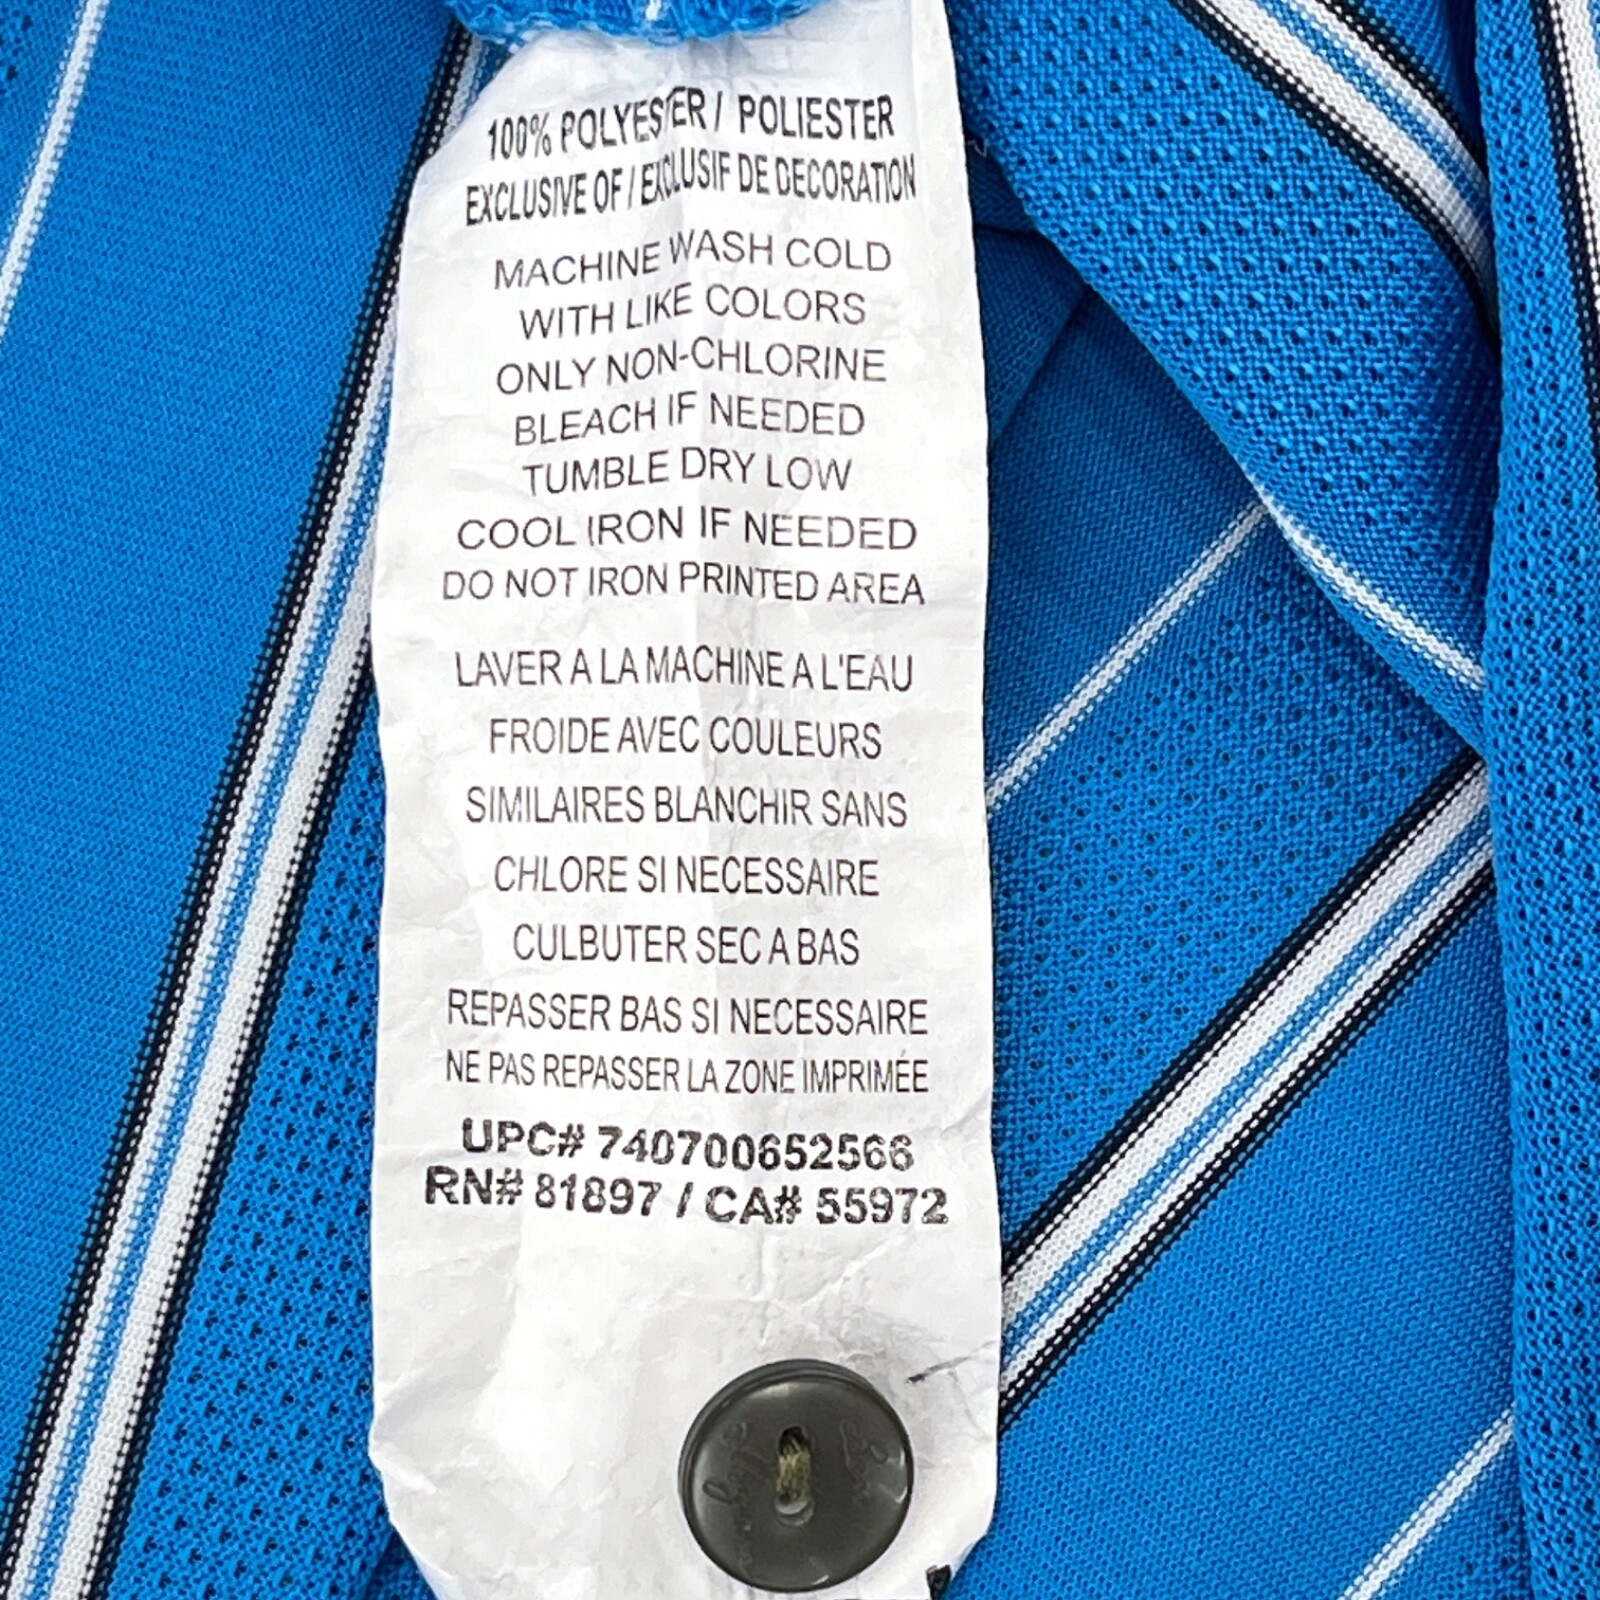 100% POLYESTER / POLIESTER
EXCLUSIVE OF / EXCLUSIF DE DECORATION
MACHINE WASH COLD
WITH LIKE COLORS
ONLY NON-CHLORINE
BLEACH IF NEEDED
TUMBLE DRY LOW
COOL IRON IF NEEDED
DO NOT IRON PRINTED AREA
LAVER A LA MACHINE A L'EAU
FROIDE AVEC COULEURS
SIMILAIRES BLANCHIR SANS
CHLORE SI NECESSAIRE
CULBUTER SEC A BAS
REPASSER BAS SI NECESSAIRE
NE PAS REPASSER LA ZONE IMPRIMÉE
UPC# 740700652566
RN# 81897 / CA# 55972